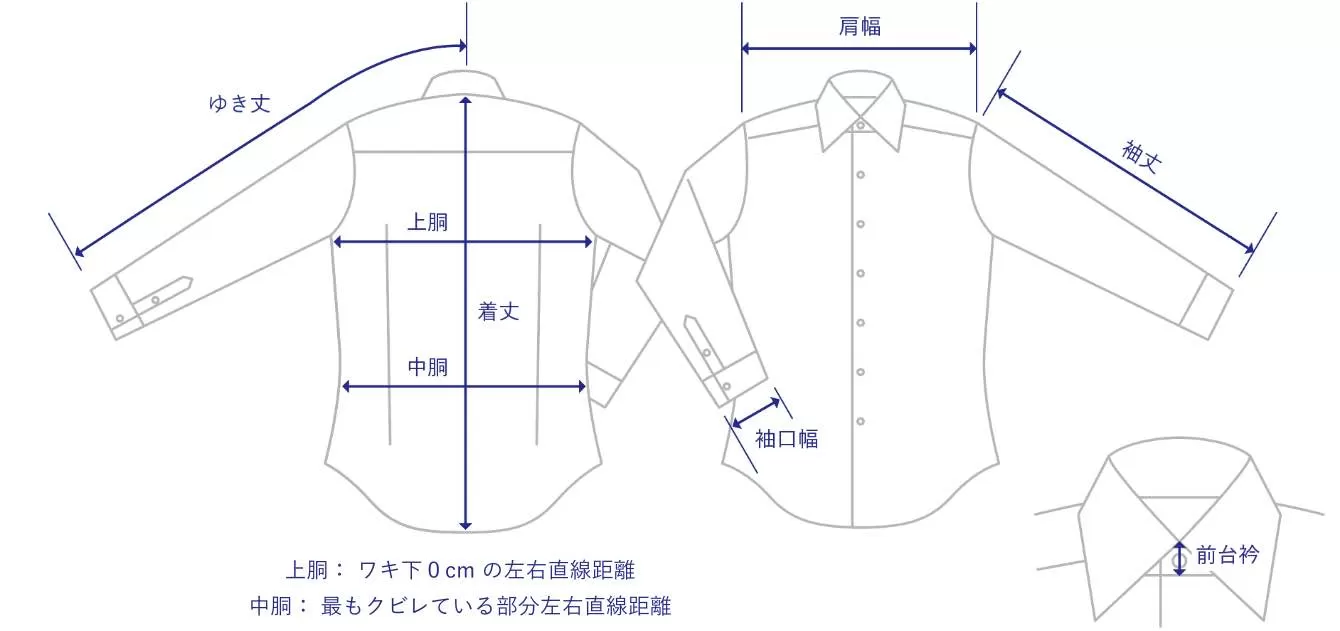 肩幅
ゆき丈
袖丈
上胴
着丈
中胴
袖口幅
前台衿
上胴： ワキ下0cm の左右直線距離
中胴： 最もクビレている部分左右直線距離